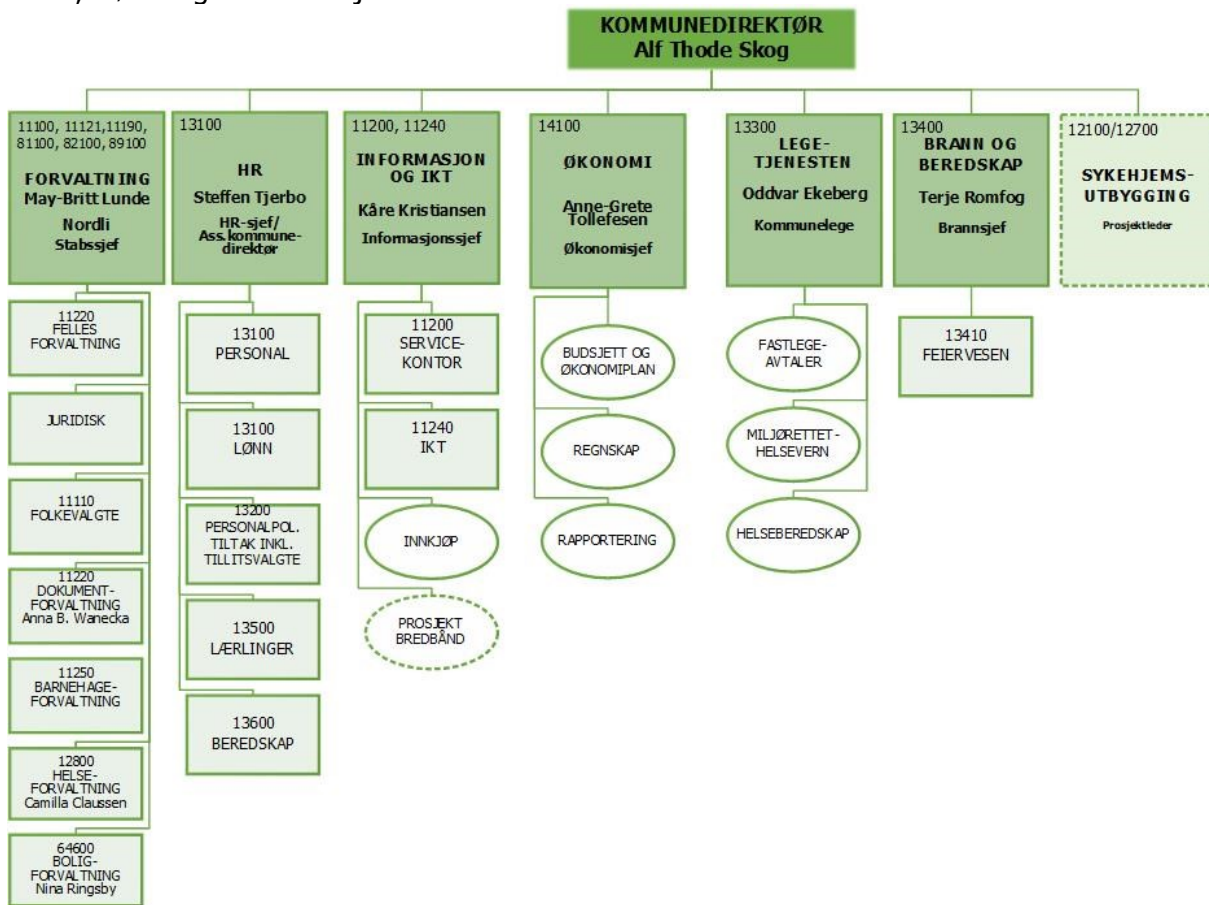 KOMMUNEDIREKTØR
Alf Thode Skog
11100, 11121,11190,
81100, 82100, 89100
FORVALTNING
May-Britt Lunde
Nordli
Stabssjef
13100
HR
Steffen Tjerbo
HR-sjef/
Ass.kommune-
direktør
11200, 11240
INFORMASJON
OG IKT
Kåre Kristiansen
Informasjonssjef
14100
ØKONOMI
Anne-Grete
Tollefesen
Økonomisjef
13300
LEGE-
TJENESTEN
Oddvar Ekeberg
Kommunelege
13400
BRANN OG
BEREDSKAP
Terje Romfog
Brannsjef
12100/12700
SYKEHJEMS-
UTBYGGING
Prosjektleder
11220
FELLES
FORVALTNING
JURIDISK
11110
FOLKEVALGTE
11220
DOKUMENT-
FORVALTNING
Anna B. Wanecka
11250
BARNEHAGE-
FORVALTNING
12800
HELSE-
FORVALTNING
Camilla Claussen
64600
BOLIG-
FORVALTNING
Nina Ringsby
13100
PERSONAL
13100
LØNN
13200
PERSONALPOL.
TILTAK INKL.
TILLITSVALGTE
13500
LÆRLINGER
13600
BEREDSKAP
11200
SERVICE-
KONTOR
11240
IKT
INNKJØP
PROSJEKT
BREDBÅND
BUDSJETT OG
ØKONOMIPLAN
REGNSKAP
RAPPORTERING
FASTLEGE-
AVTALER
MILJØRETTET-
HELSEVERN
HELSEBEREDSKAP
13410
FEIERVESEN